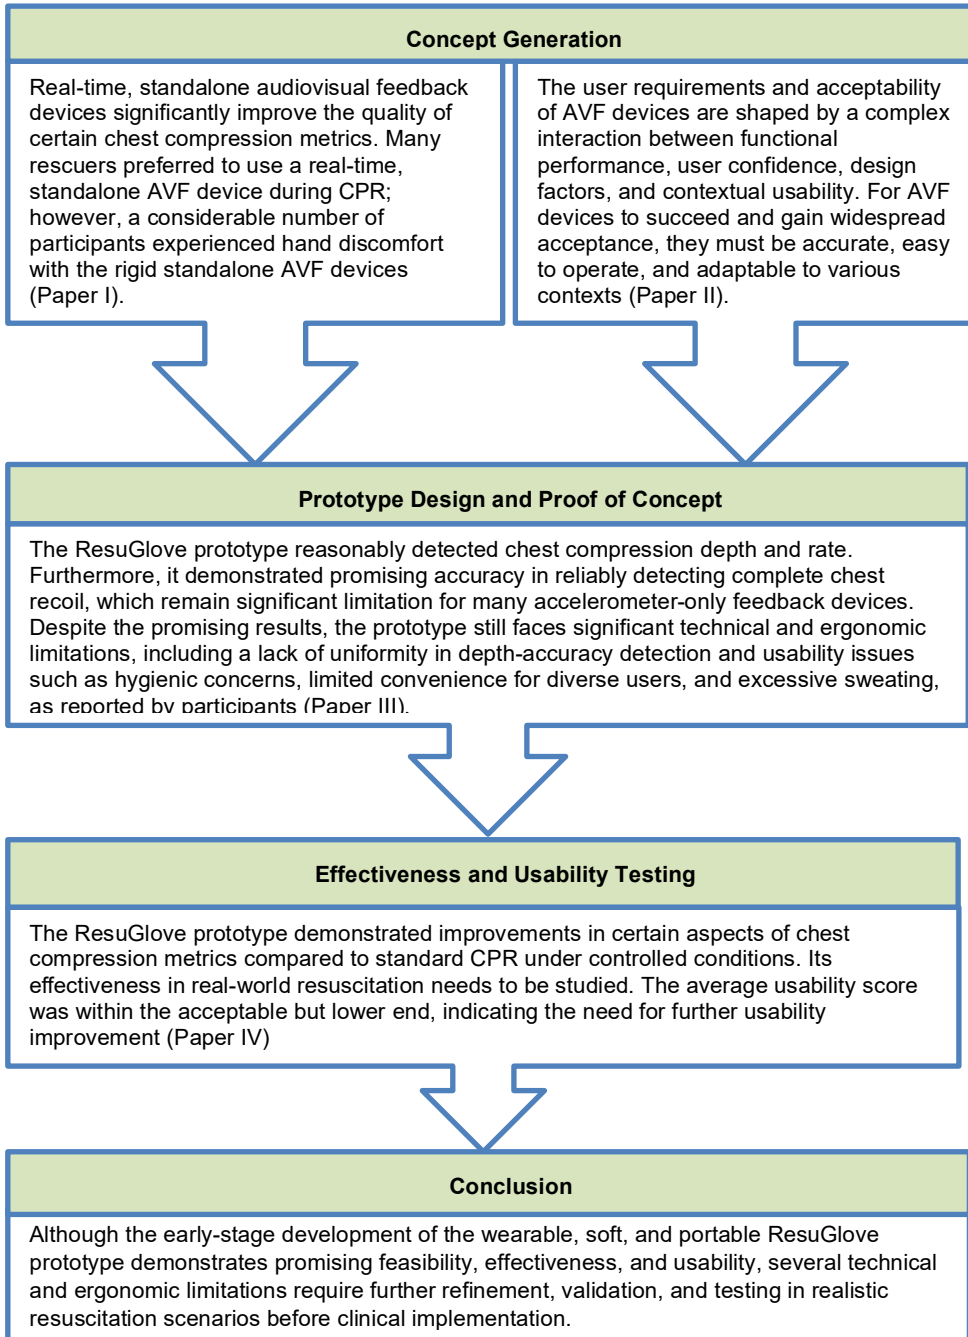 Concept Generation
Real-time, standalone audiovisual feedback
devices significantly improve the quality of
certain chest compression metrics. Many
rescuers preferred to use a real-time,
standalone AVF device during CPR;
however, a considerable number of
participants experienced hand discomfort
with the rigid standalone AVF devices
(Paper I).
The user requirements and acceptability
of AVF devices are shaped by a complex
interaction between functional
performance, user confidence, design
factors, and contextual usability. For AVF
devices to succeed and gain widespread
acceptance, they must be accurate, easy
to operate, and adaptable to various
contexts (Paper II).
Prototype Design and Proof of Concept
The ResuGlove prototype reasonably detected chest compression depth and rate.
Furthermore, it demonstrated promising accuracy in reliably detecting complete chest
recoil, which remain significant limitation for many accelerometer-only feedback devices.
Despite the promising results, the prototype still faces significant technical and ergonomic
limitations, including a lack of uniformity in depth-accuracy detection and usability issues
such as hygienic concerns, limited convenience for diverse users, and excessive sweating,
as reported by participants (Paper III).
Effectiveness and Usability Testing
The ResuGlove prototype demonstrated improvements in certain aspects of chest
compression metrics compared to standard CPR under controlled conditions. Its
effectiveness in real-world resuscitation needs to be studied. The average usability score
was within the acceptable but lower end, indicating the need for further usability
improvement (Paper IV)
Conclusion
Although the early-stage development of the wearable, soft, and portable ResuGlove
prototype demonstrates promising feasibility, effectiveness, and usability, several technical
and ergonomic limitations require further refinement, validation, and testing in realistic
resuscitation scenarios before clinical implementation.